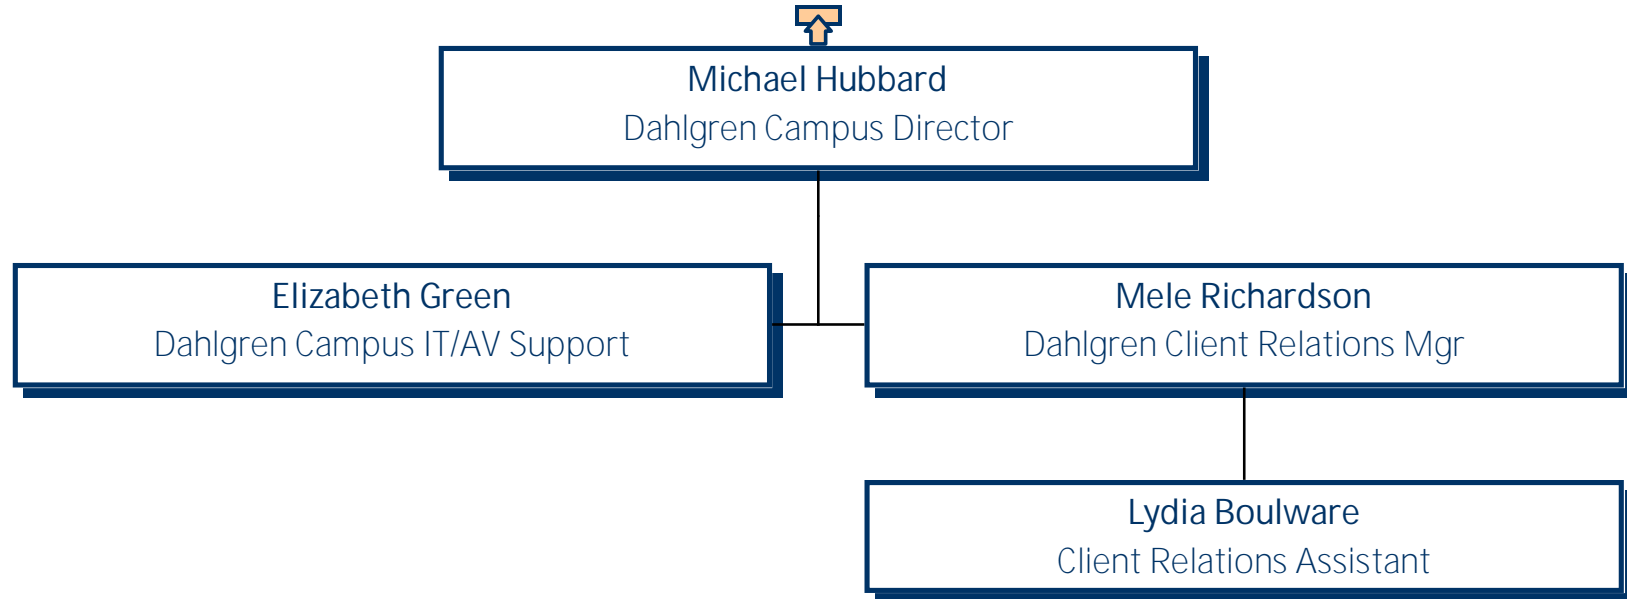 Michael Hubbard
Dahlgren Campus Director
Elizabeth Green
Dahlgren Campus IT/AV Support
Mele Richardson
Dahlgren Client Relations Mgr
Lydia Boulware
Client Relations Assistant